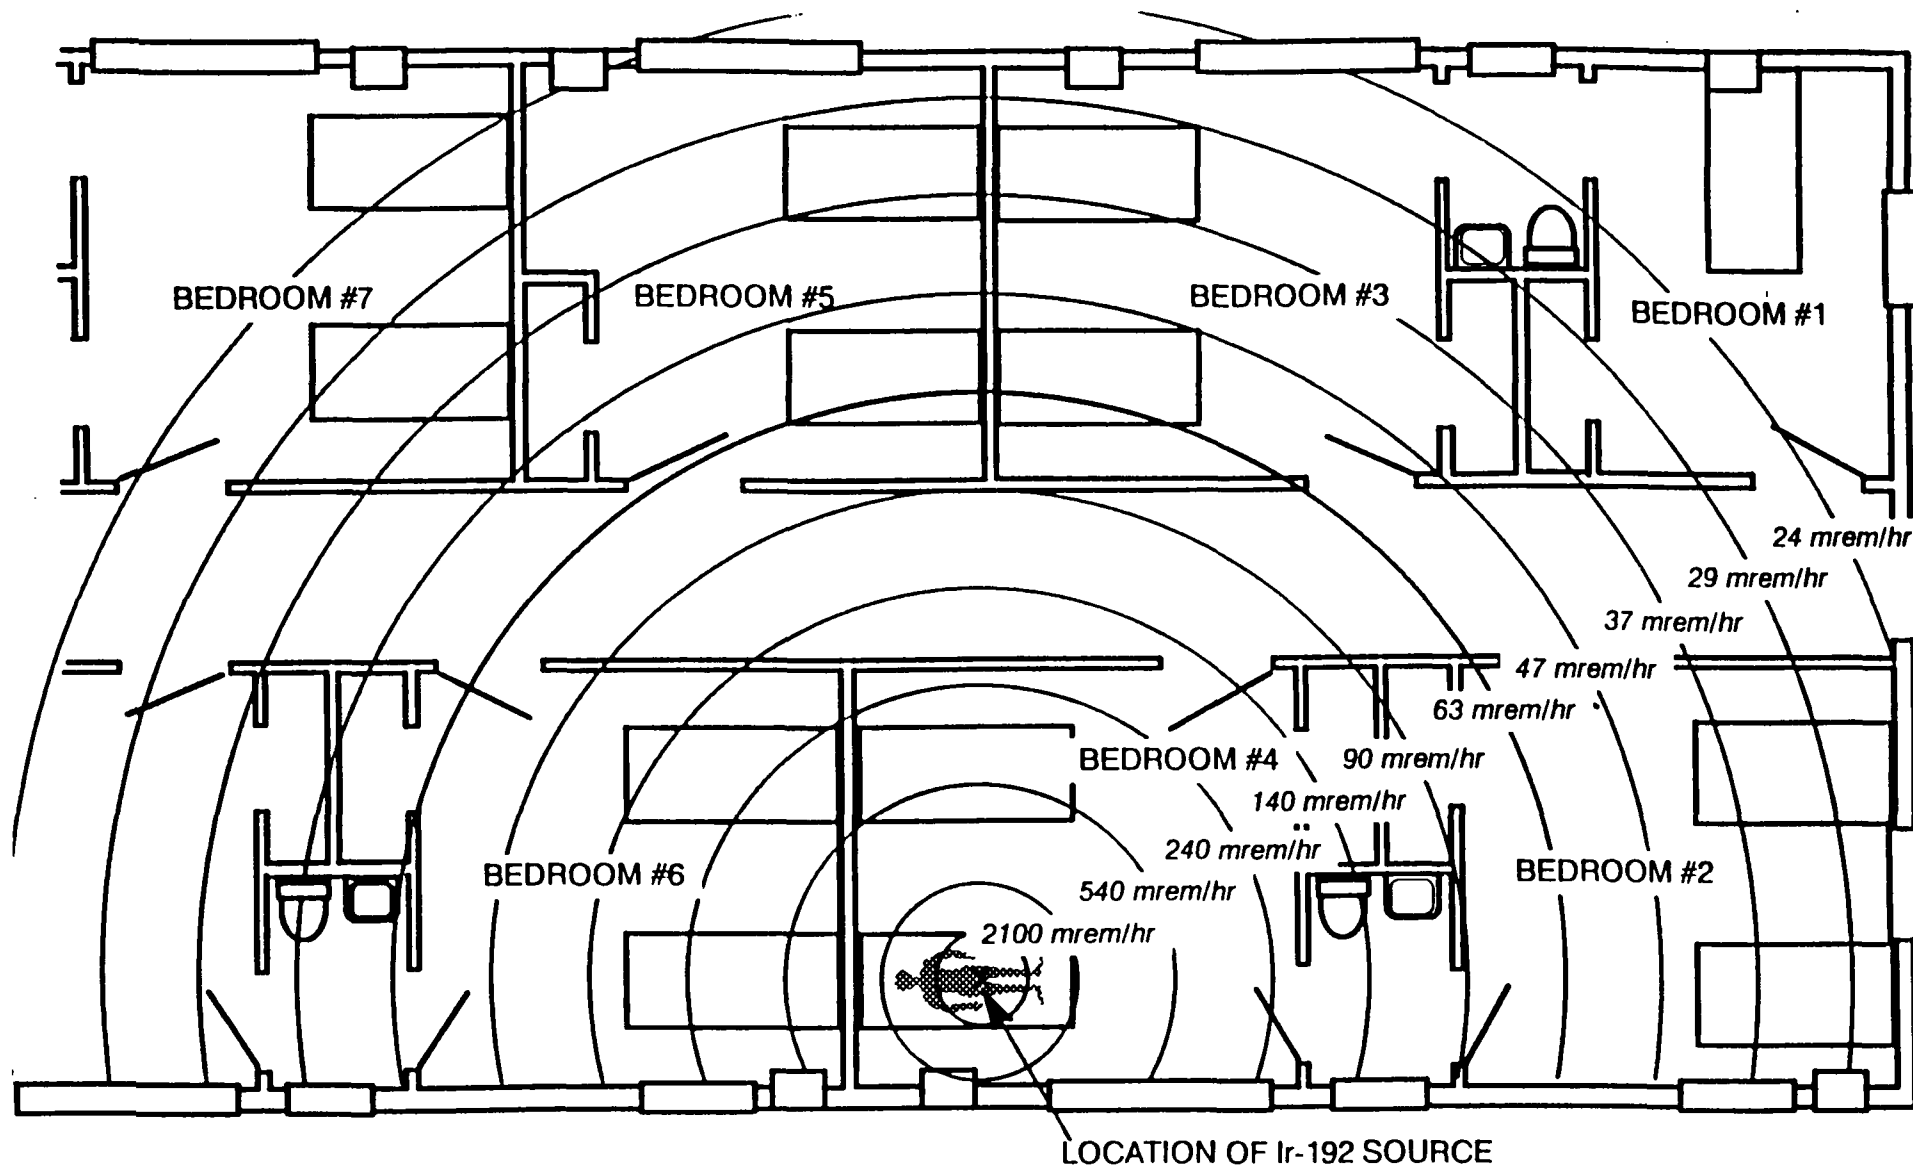 BEDROOM #7
BEDROOM #5
BEDROOM #3
BEDROOM #1
24 mrem/hr
29 mrem/hr
37 mrem/hr
47 mrem/hr
63 mrem/hr
BEDROOM #4
90 mrem/hr
140 mrem/hr
240 mrem/hr
BEDROOM #6
BEDROOM #2
540 mrem/hr
2100 mrem/hr
LOCATION OF Ir-192 SOURCE